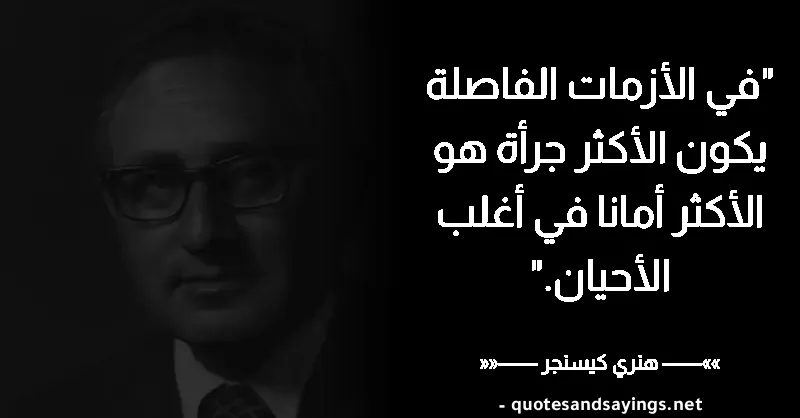 "في الأزمات الفاصلة
يكون الأكثر جرأة هو
الأكثر أمانا في أغلب
الأحيان."
»»——— هنري كيسنجر ———««
- quotesandsayings.net